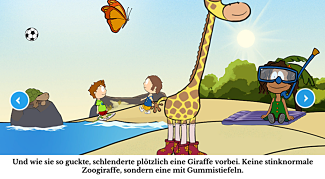 Und wie sie so guckte, schlenderte plötzlich eine Giraffe vorbei. Keine stinknormale
Zoogiraffe, sondern eine mit Gummistiefeln.